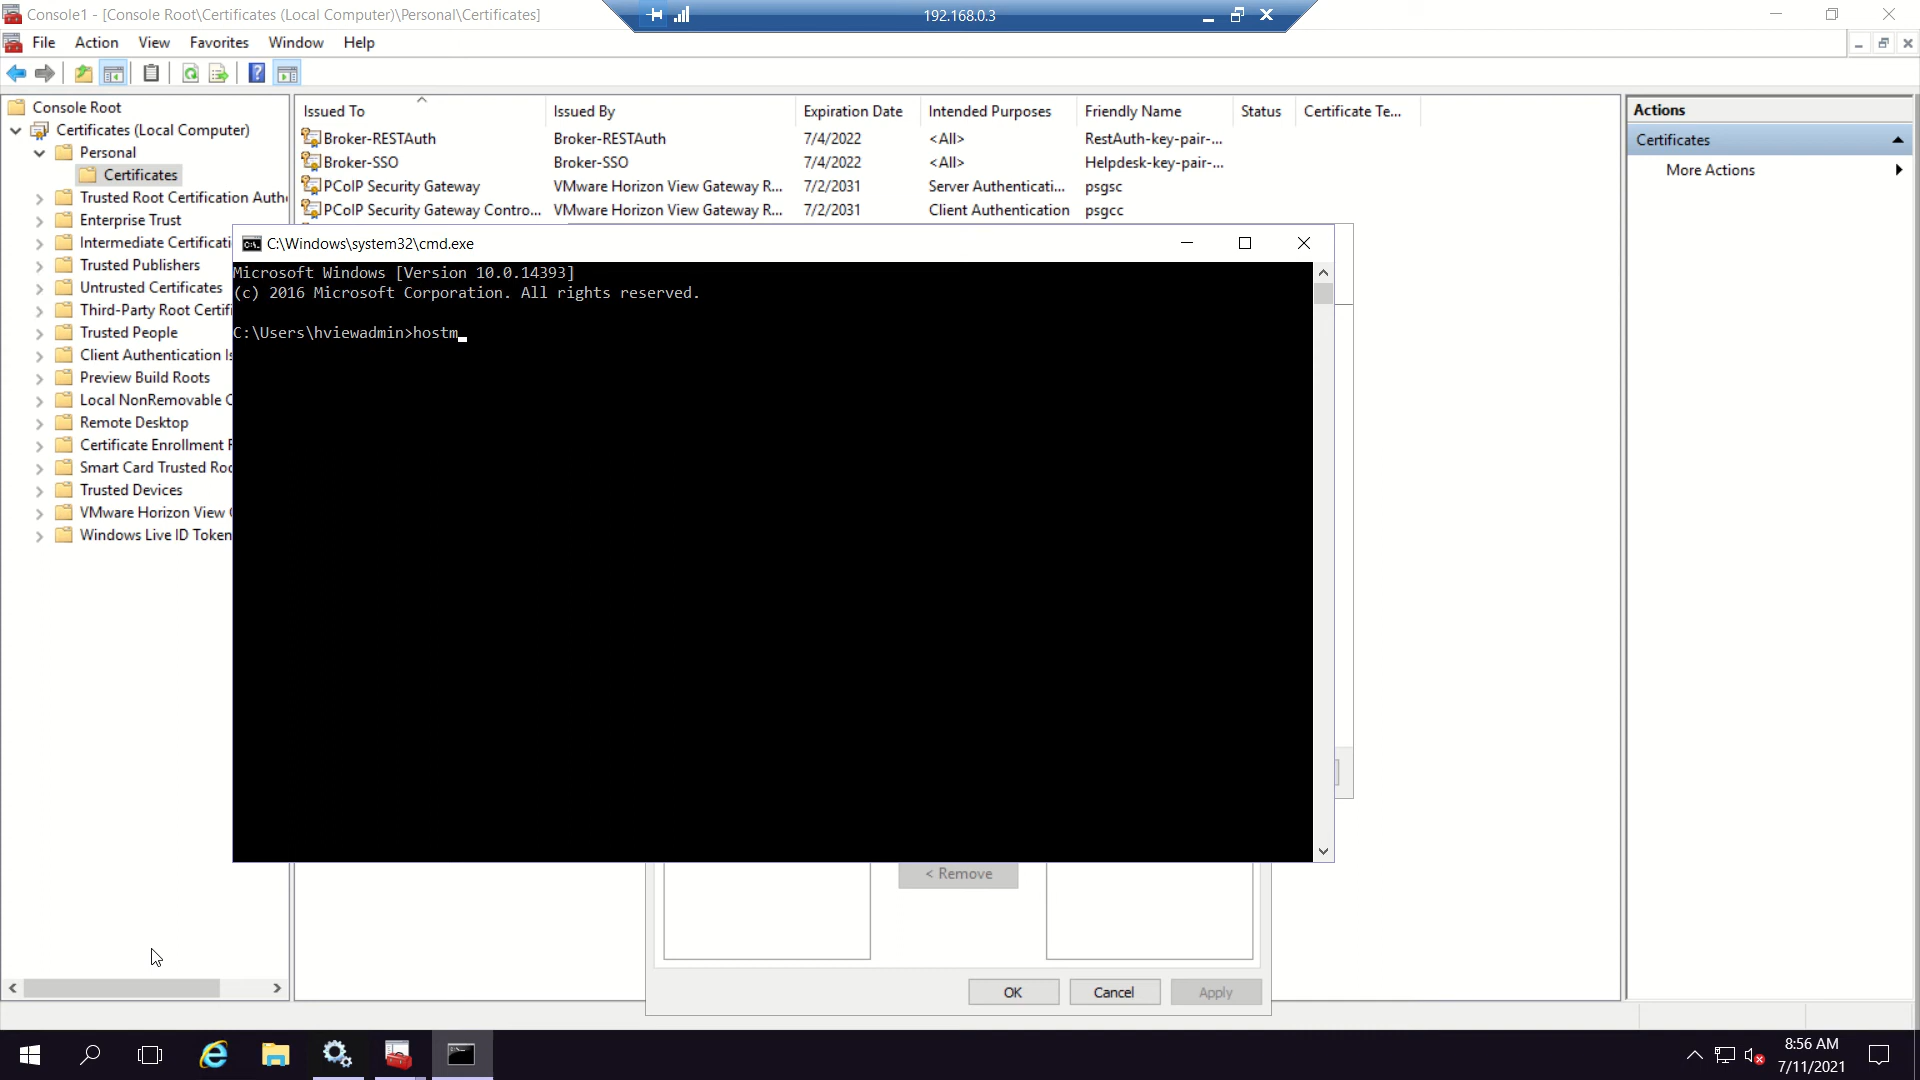 Console1 - [Console Root\Certificates (Local Computer)\Personal\Certificates]
192.168.0.3
File Action View Favorites Window Help
Console Root
Certificates (Local Computer)
Personal
Certificates
Trusted Root Certification Auth
Enterprise Trust
Intermediate Certificati
Trusted Publishers
Untrusted Certificates
Third-Party Root Certif
Trusted People
Client Authentication Is
Preview Build Roots
Local NonRemovable C
Remote Desktop
Certificate Enrollment R
Smart Card Trusted Roo
Trusted Devices
VMware Horizon View C
Windows Live ID Token
Issued To Issued By Expiration Date Intended Purposes Friendly Name Status Certificate Te...
Broker-RESTAuth Broker-RESTAuth 7/4/2022 <All> RestAuth-key-pair-...
Broker-SSO Broker-SSO 7/4/2022 <All> Helpdesk-key-pair-...
PCoIP Security Gateway VMware Horizon View Gateway R... 7/2/2031 Server Authenticati... psgsc
PCoIP Security Gateway Contro... VMware Horizon View Gateway R... 7/2/2031 Client Authentication psgcc
Actions
Certificates
More Actions
C:\Windows\system32\cmd.exe
Microsoft Windows [Version 10.0.14393]
(c) 2016 Microsoft Corporation. All rights reserved.
C:\Users\hviewadmin>hostm
< Remove
OK Cancel Apply
8:56 AM
7/11/2021